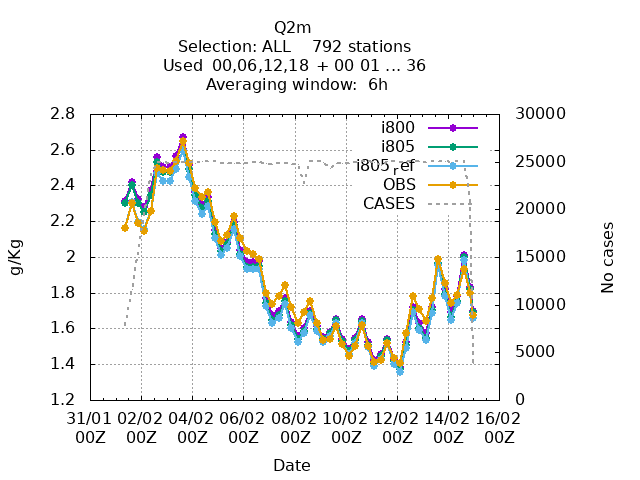 Q2m
Selection: ALL 792 stations
Used 00,06,12,18 + 00 01 ... 36
Averaging window: 6h
2.8
2.6
2.4
2.2
2
1.8
1.6
1.4
1.2
g/Kg
30000
25000
20000
15000
10000
5000
0
No cases
i800
i805
i805_ref
OBS
CASES
31/01 02/02 04/02 06/02 08/02 10/02 12/02 14/02 16/02
00Z 00Z 00Z 00Z 00Z 00Z 00Z 00Z 00Z
Date